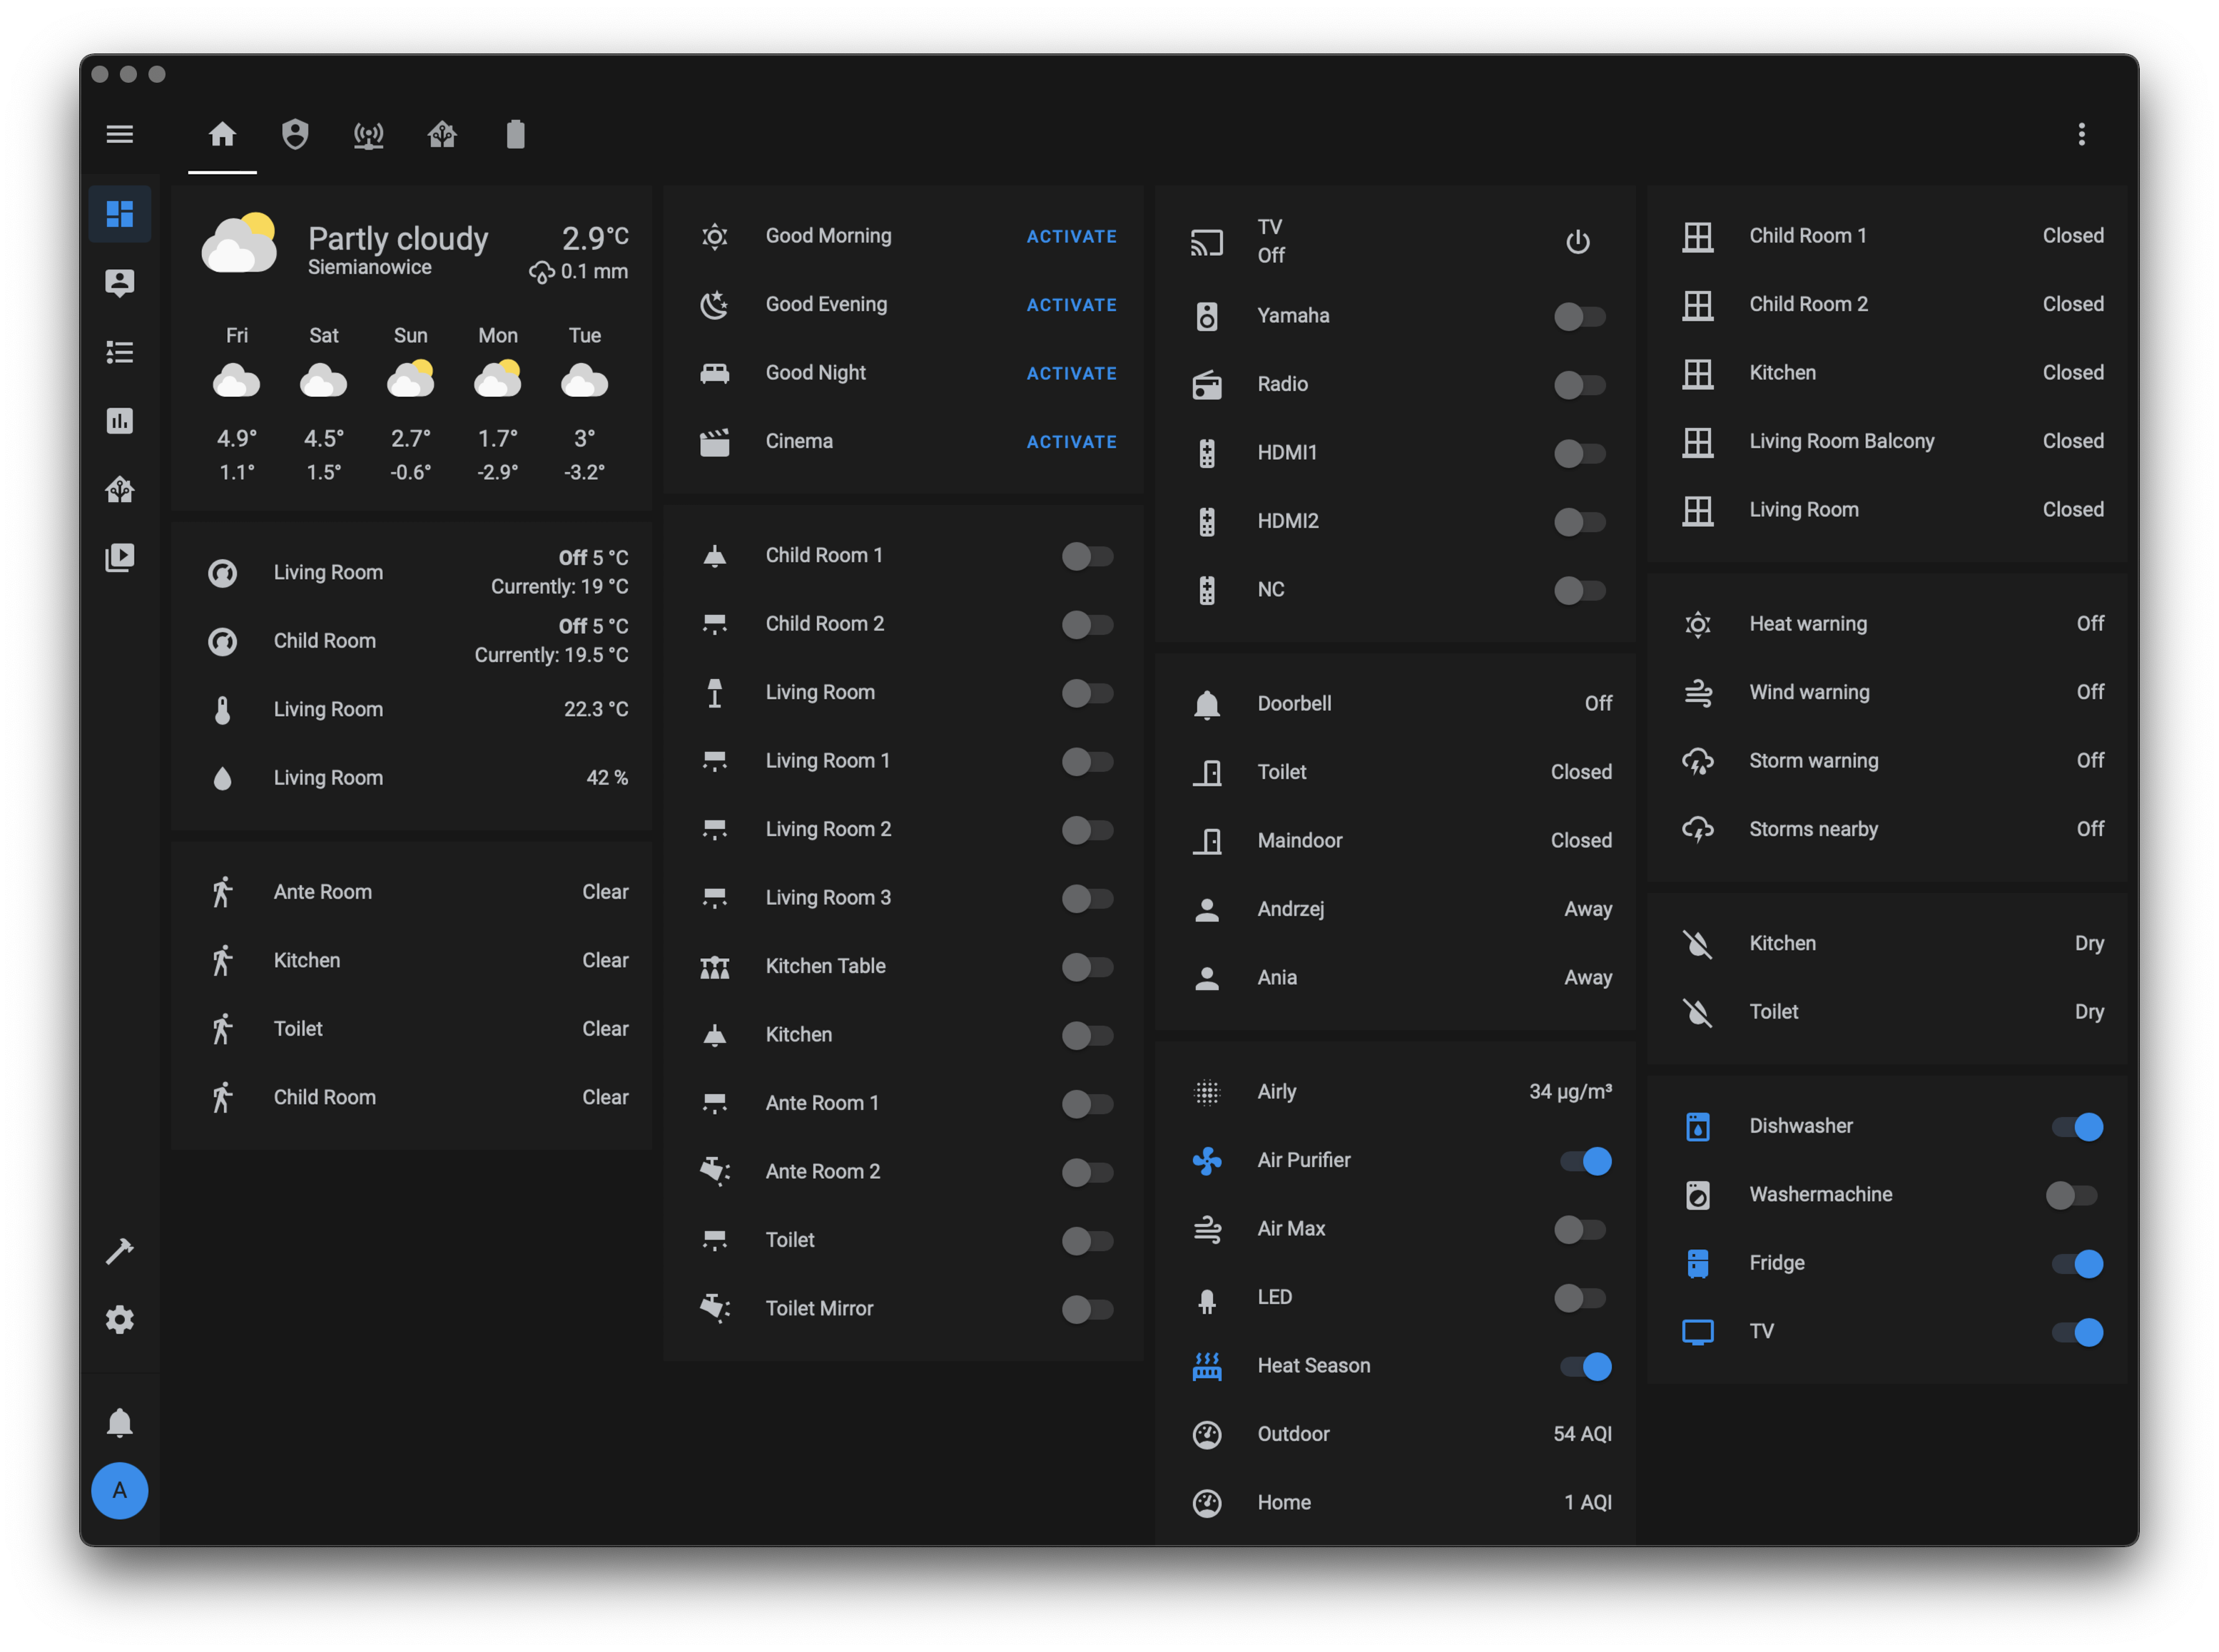 Partly cloudy
2.9°C
Siemianowice
0.1 mm
Fri Sat Sun Mon Tue
4.9° 4.5° 2.7° 1.7° 3°
1.1° 1.5° -0.6° -2.9° -3.2°
Living Room
Off 5 °C
Currently: 19 °C
Child Room
Off 5 °C
Currently: 19.5 °C
Living Room 22.3 °C
Living Room 42 %
Ante Room Clear
Kitchen Clear
Toilet Clear
Child Room Clear
Good Morning ACTIVATE
Good Evening ACTIVATE
Good Night ACTIVATE
Cinema ACTIVATE
Child Room 1
Child Room 2
Living Room
Living Room 1
Living Room 2
Living Room 3
Kitchen Table
Kitchen
Ante Room 1
Ante Room 2
Toilet
Toilet Mirror
TV
Off
Yamaha
Radio
HDMI1
HDMI2
NC
Doorbell Off
Toilet Closed
Maindoor Closed
Andrzej Away
Ania Away
Airly 34 µg/m³
Air Purifier
Air Max
LED
Heat Season
Outdoor 54 AQI
Home 1 AQI
Child Room 1 Closed
Child Room 2 Closed
Kitchen Closed
Living Room Balcony Closed
Living Room Closed
Heat warning Off
Wind warning Off
Storm warning Off
Storms nearby Off
Kitchen Dry
Toilet Dry
Dishwasher
Washermachine
Fridge
TV
A